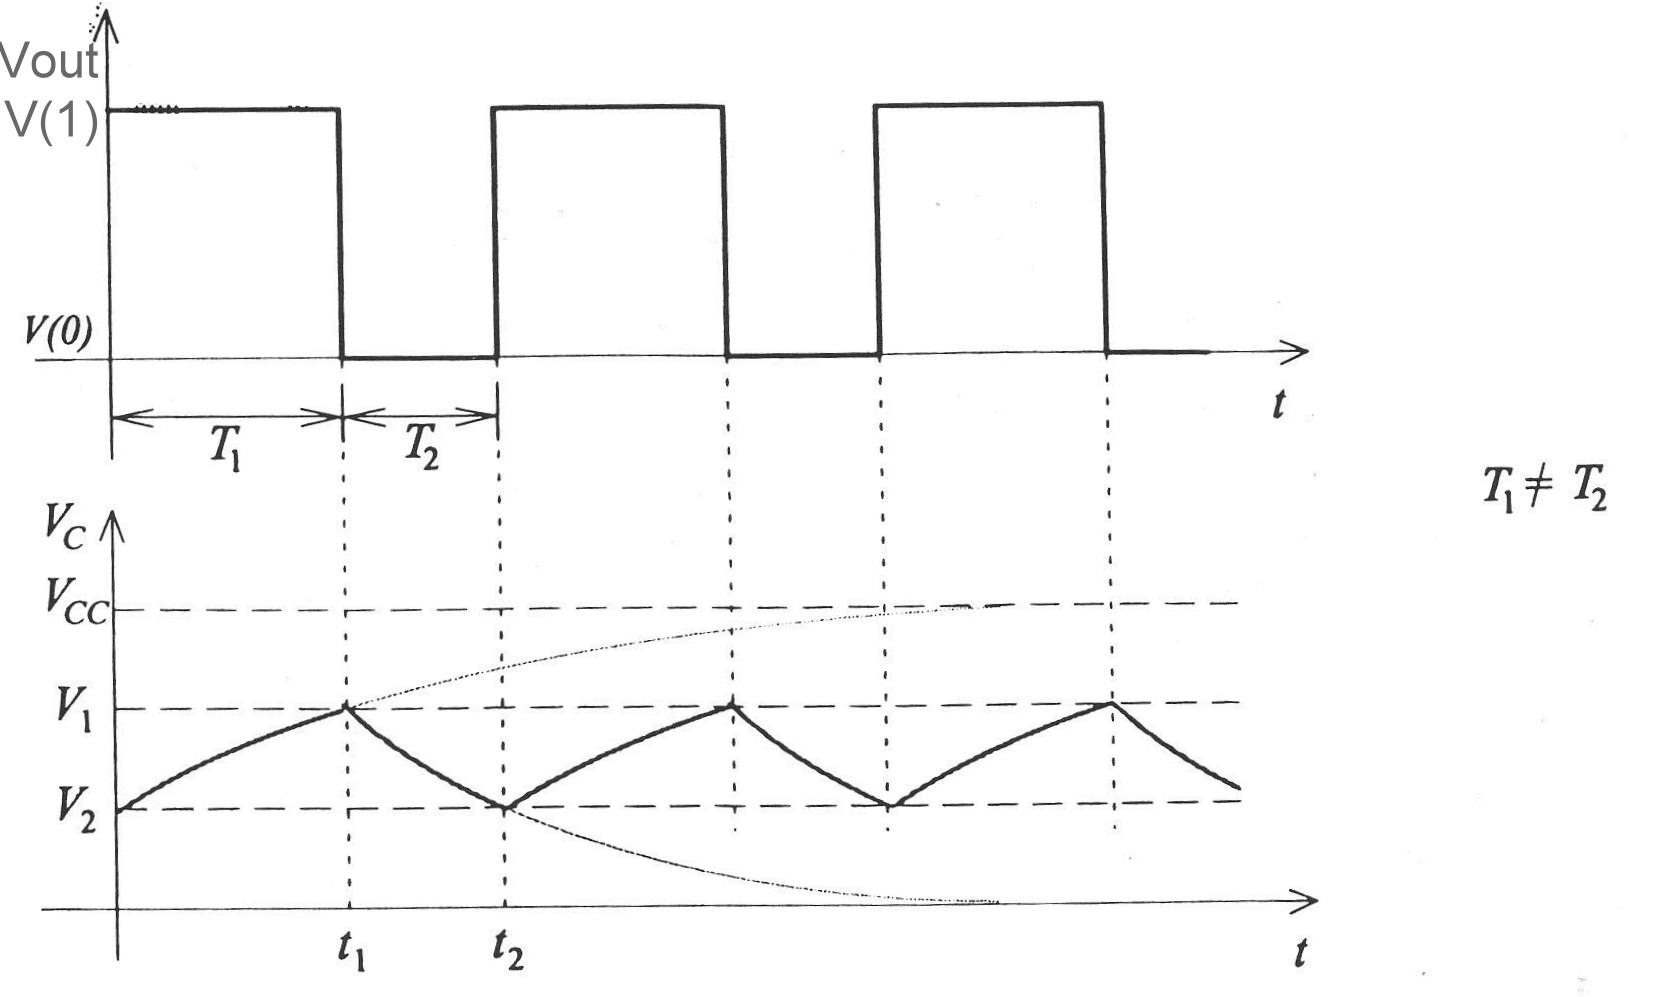 Vout
V(1)
V(0)
t
T1
T2
T1 ≠ T2
VC
VCC
V1
V2
t1
t2
t